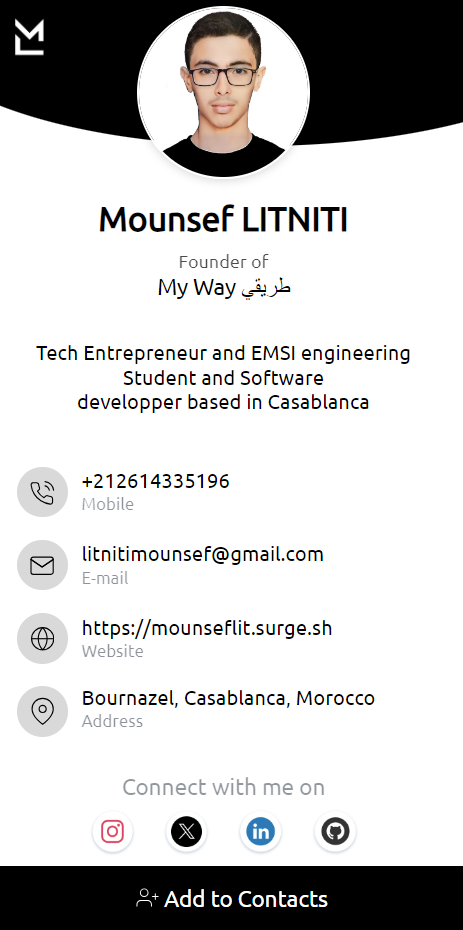 Mounsef LITNITI
Founder of
My Way طريقي
Tech Entrepreneur and EMSI engineering
Student and Software
developper based in Casablanca
+212614335196
Mobile
litnitimounsef@gmail.com
E-mail
https://mounseflit.surge.sh
Website
Bournazel, Casablanca, Morocco
Address
Connect with me on
Add to Contacts